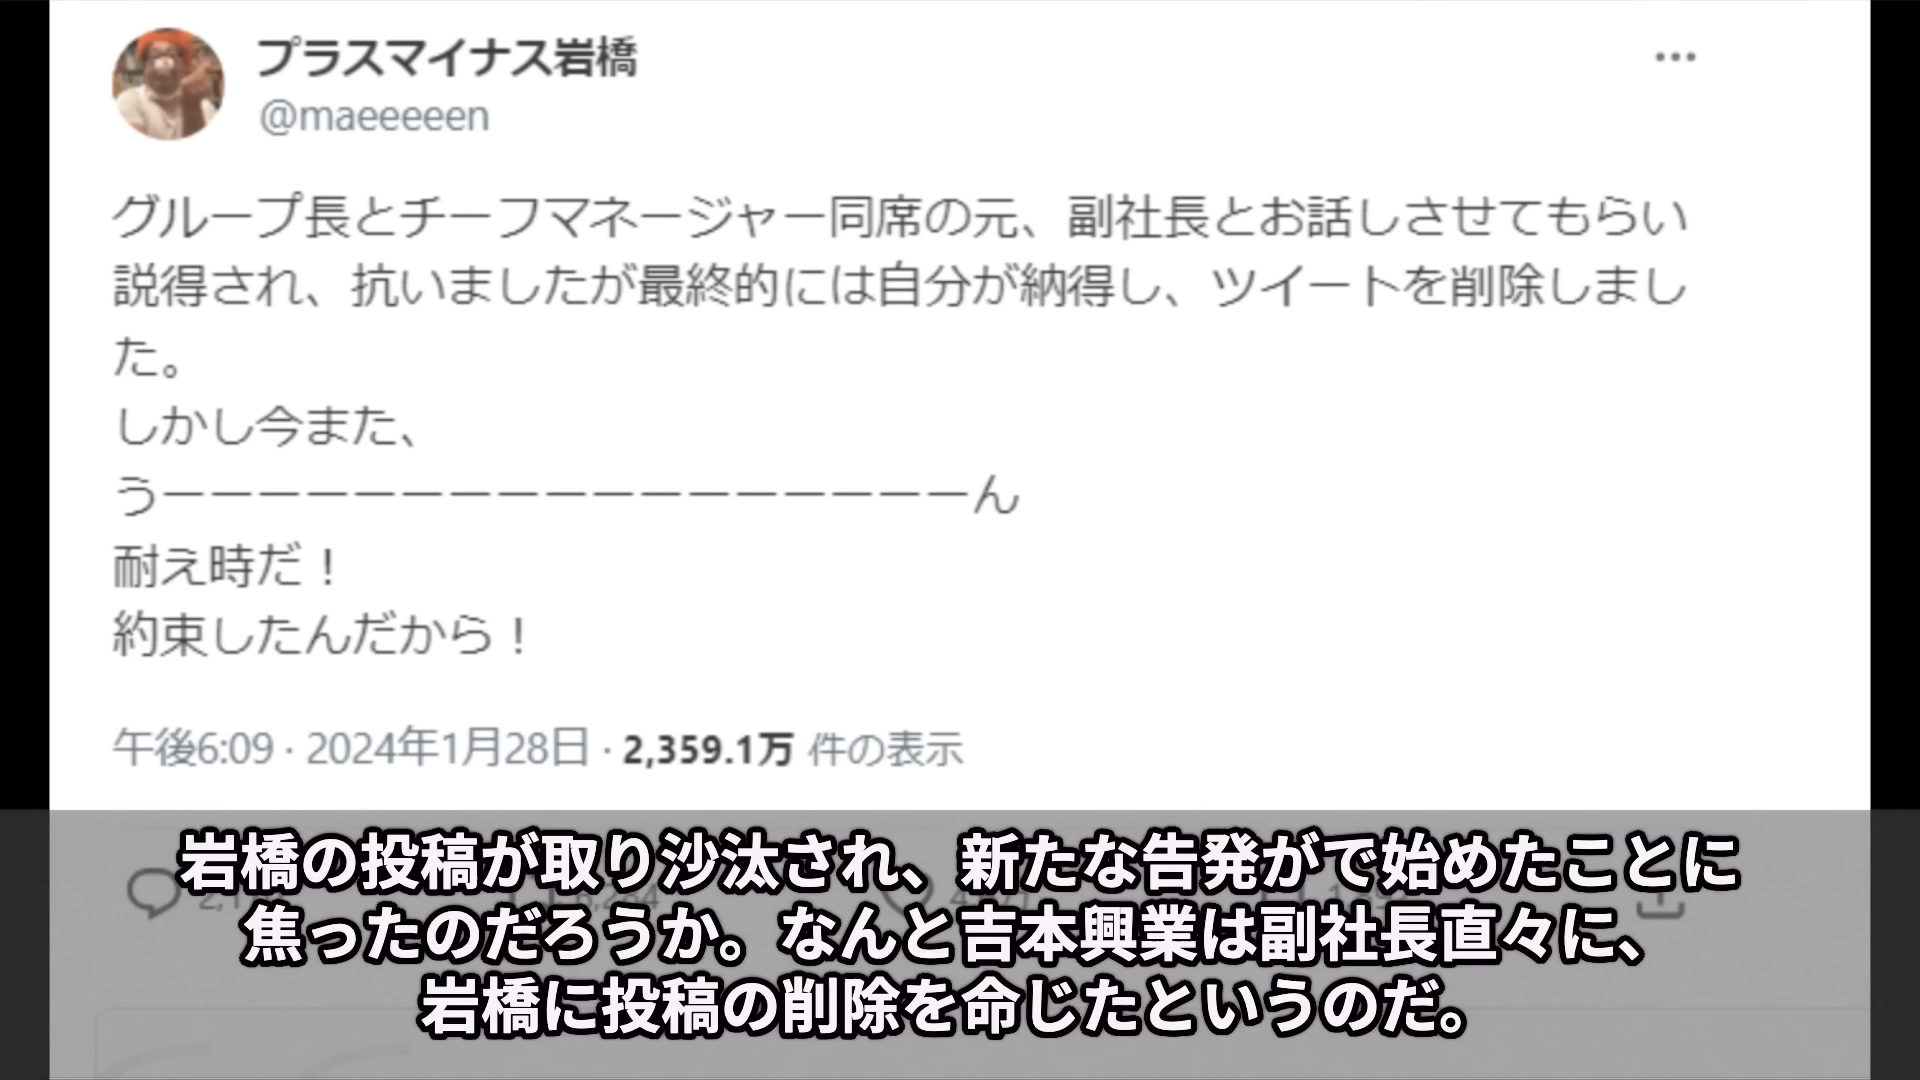 プラスマイナス岩橋
@maeeeeen
グループ長とチーフマネージャー同席の元、副社長とお話しさせてもらい
説得され、抗いましたが最終的には自分が納得し、ツイートを削除しまし
た。
しかし今また、
うーーーーーーーーーーーーーーーーーん
耐え時だ！
約束したんだから！
午後6:09 · 2024年1月28日 · 2,359.1万 件の表示
岩橋の投稿が取り沙汰され、新たな告発がで始めたことに
焦ったのだろうか。なんと吉本興業は副社長直々に、
岩橋に投稿の削除を命じたというのだ。